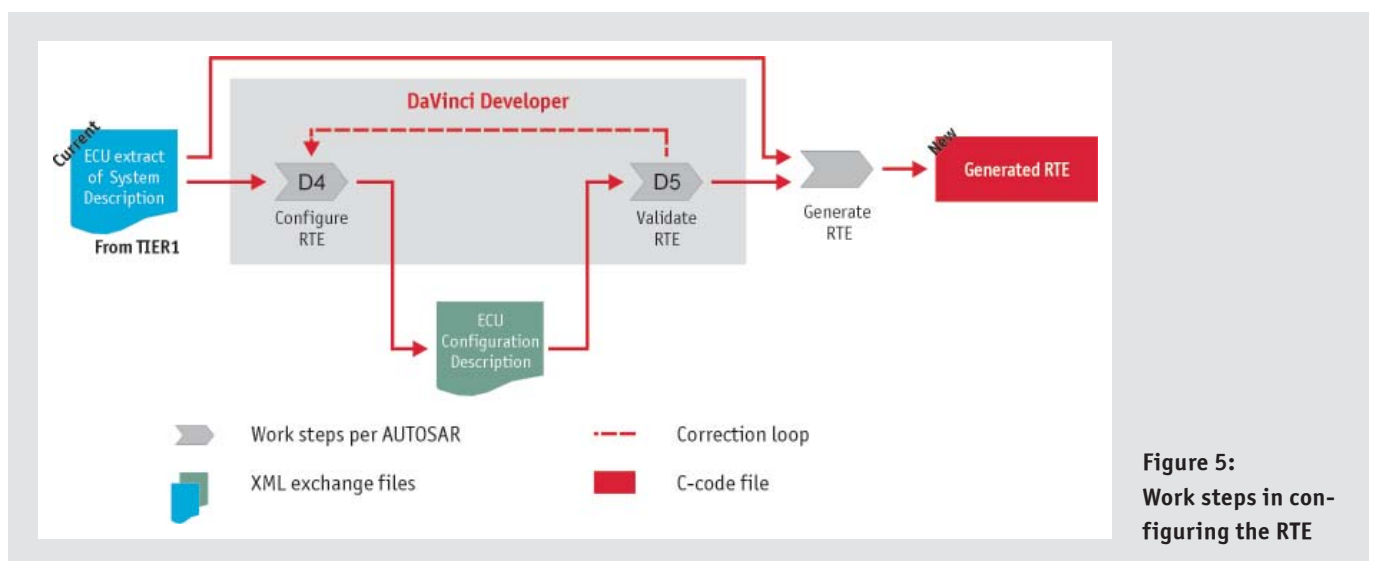 DaVinci Developer
Current
ECU extract
of System
Description
From TIER1
D4
Configure
RTE
D5
Validate
RTE
Generate
RTE
New
Generated RTE
ECU
Configuration
Description
Work steps per AUTOSAR
Correction loop
XML exchange files
C-code file
Figure 5:
Work steps in con-
figuring the RTE